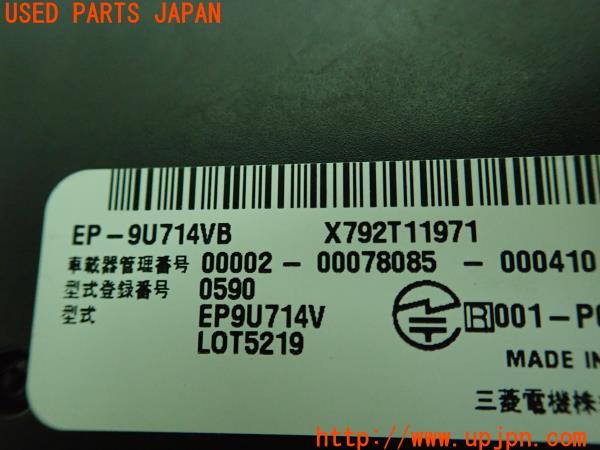 USED PARTS JAPAN
EP-9U714VB X792T11971
車載器管理番号 00002-00078085-000410
型式登録番号 0590
型式 EP9U714V
LOT5219
R 001-P
MADE IN
三菱電機株
http://www.upjpn.com